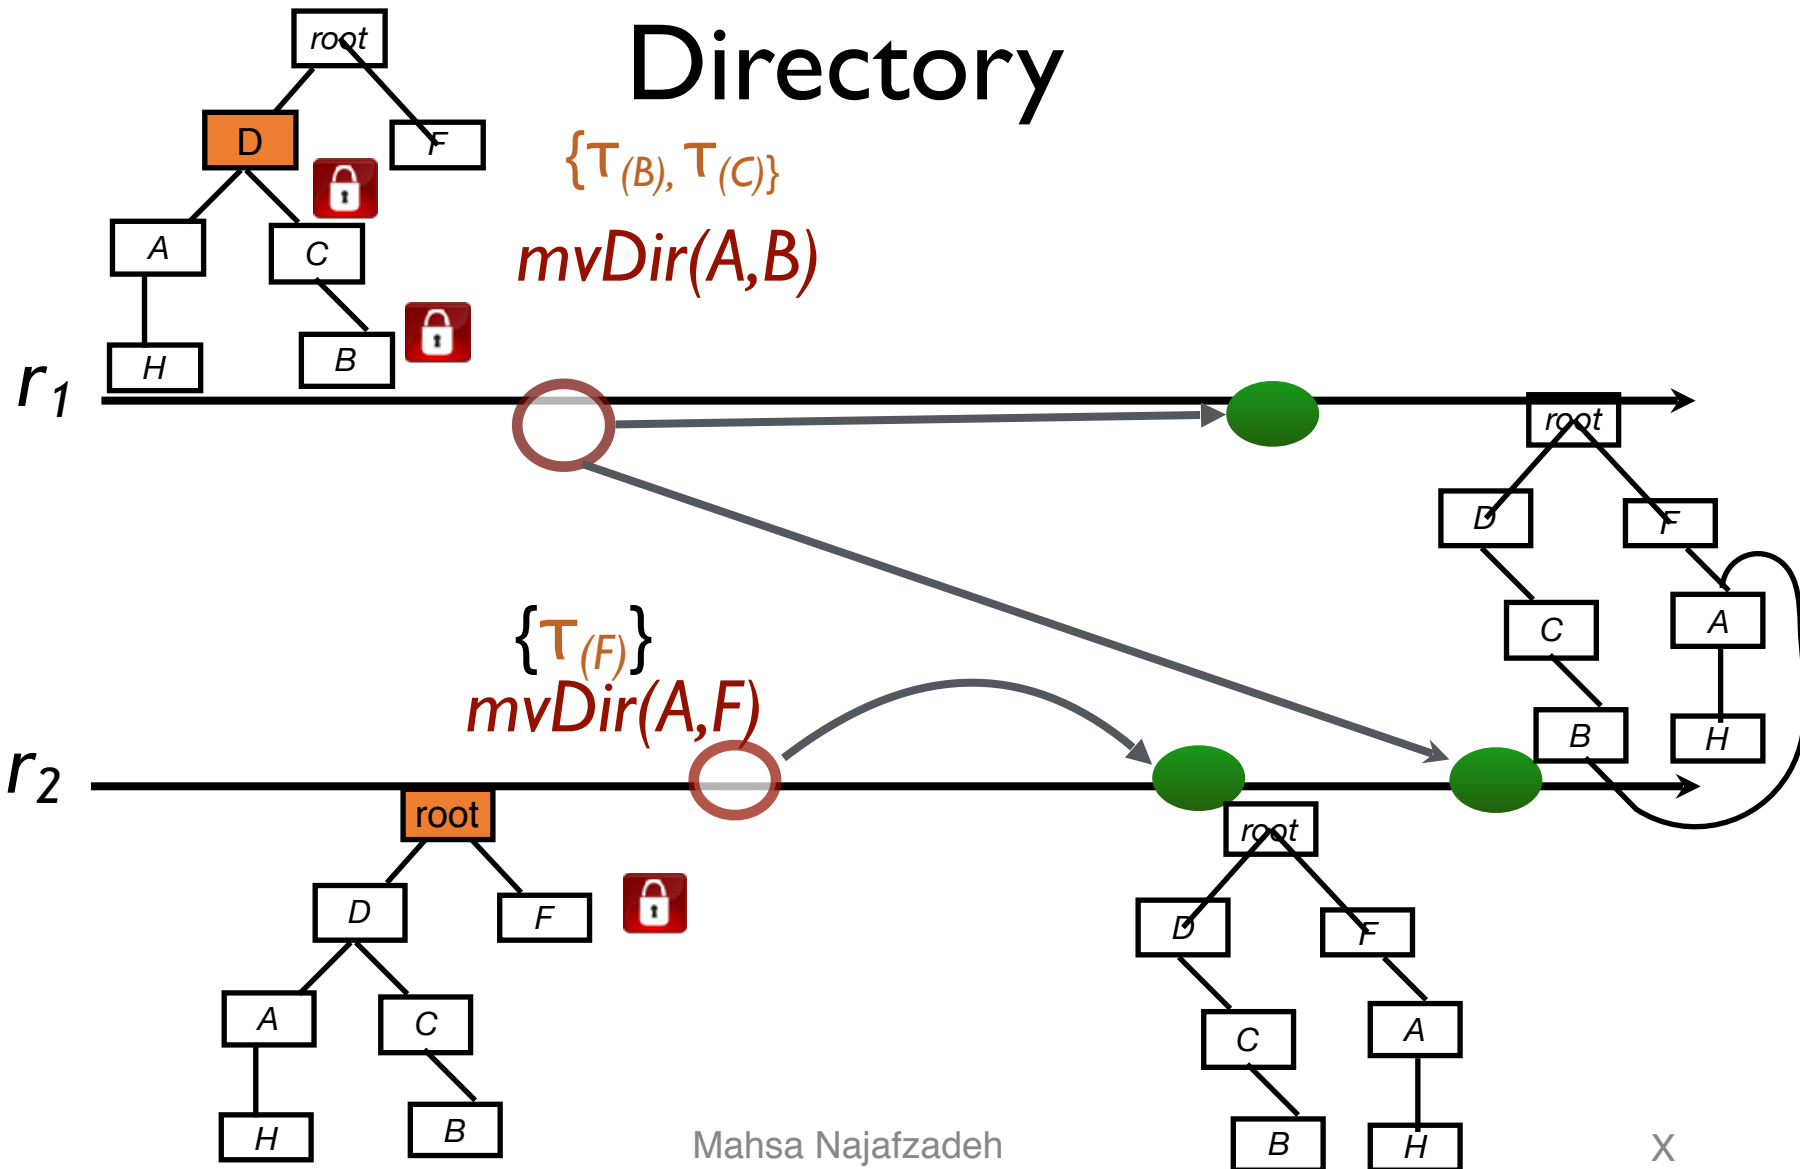 Directory
root
D
F
A
C
H
B
{τ(B), τ(C)}
mvDir(A,B)
r1
root
D
F
C
A
B
H
{τ(F)}
mvDir(A,F)
r2
root
D
F
A
C
H
B
root
D
F
C
A
B
H
Mahsa Najafzadeh
X